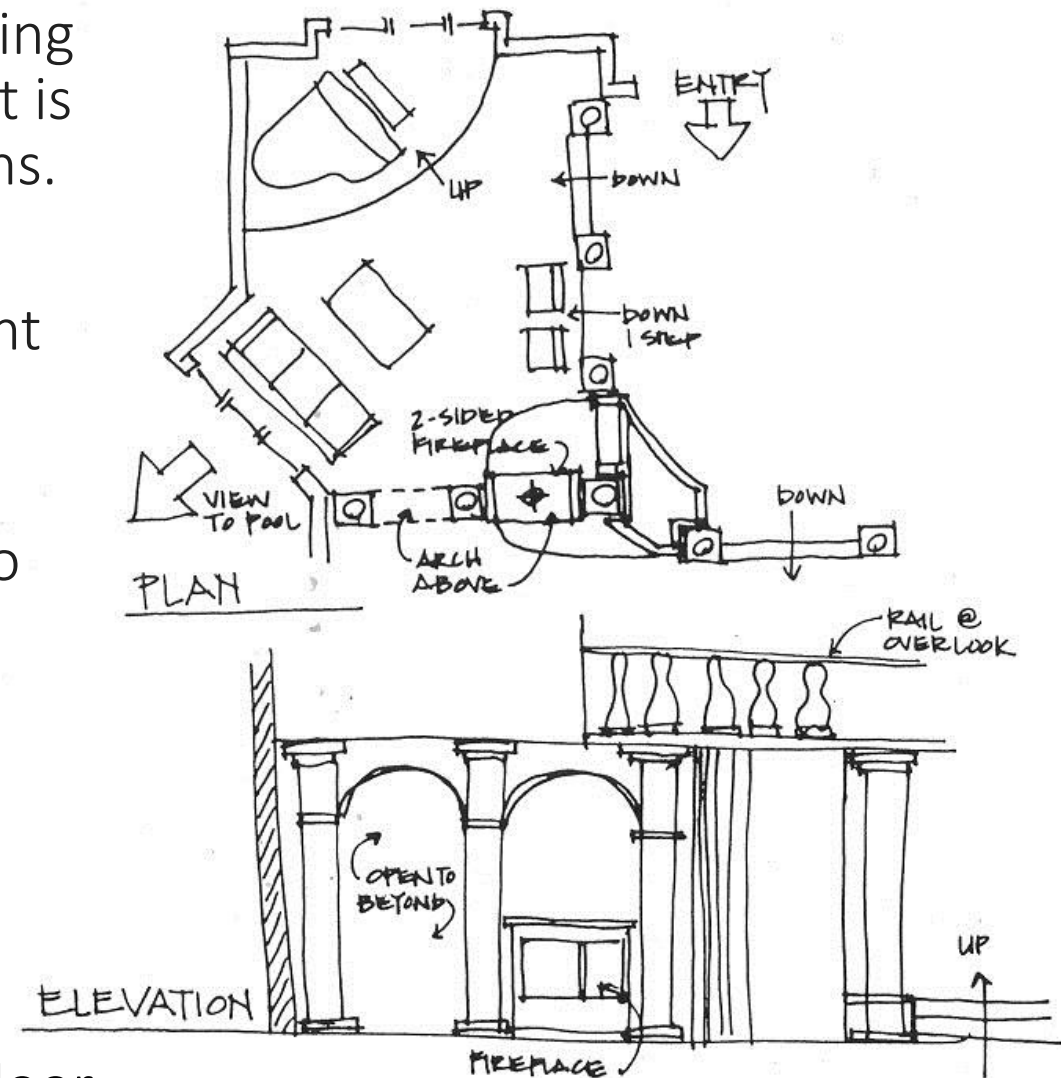 ing
t is
ns.
nt
o
ENTRY
UP
DOWN
DOWN
1 STEP
2-SIDED
FIREPLACE
VIEW
TO POOL
ARCH
ABOVE
DOWN
PLAN
RAIL @
OVERLOOK
OPEN TO
BEYOND
UP
ELEVATION
FIREPLACE